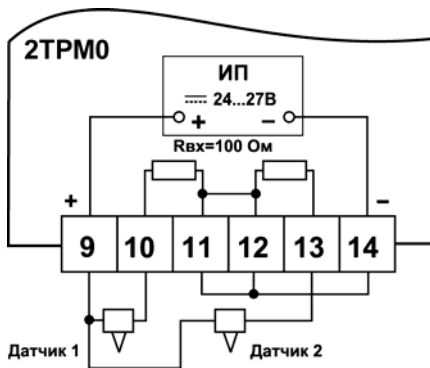 2ТРМ0
ИП
24...27В
+ −
Rвх=100 Ом
+ −
9 10 11 12 13 14
Датчик 1 Датчик 2